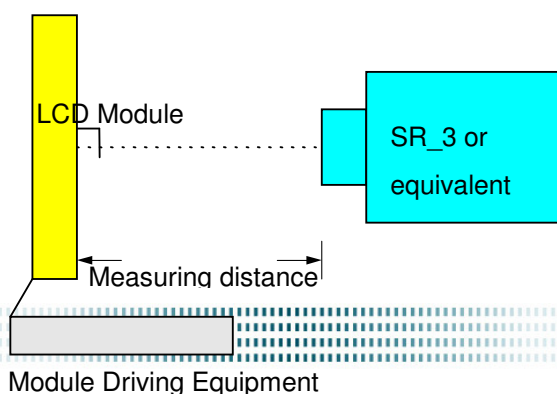 LCD Module
SR_3 or
equivalent
Measuring distance
Module Driving Equipment